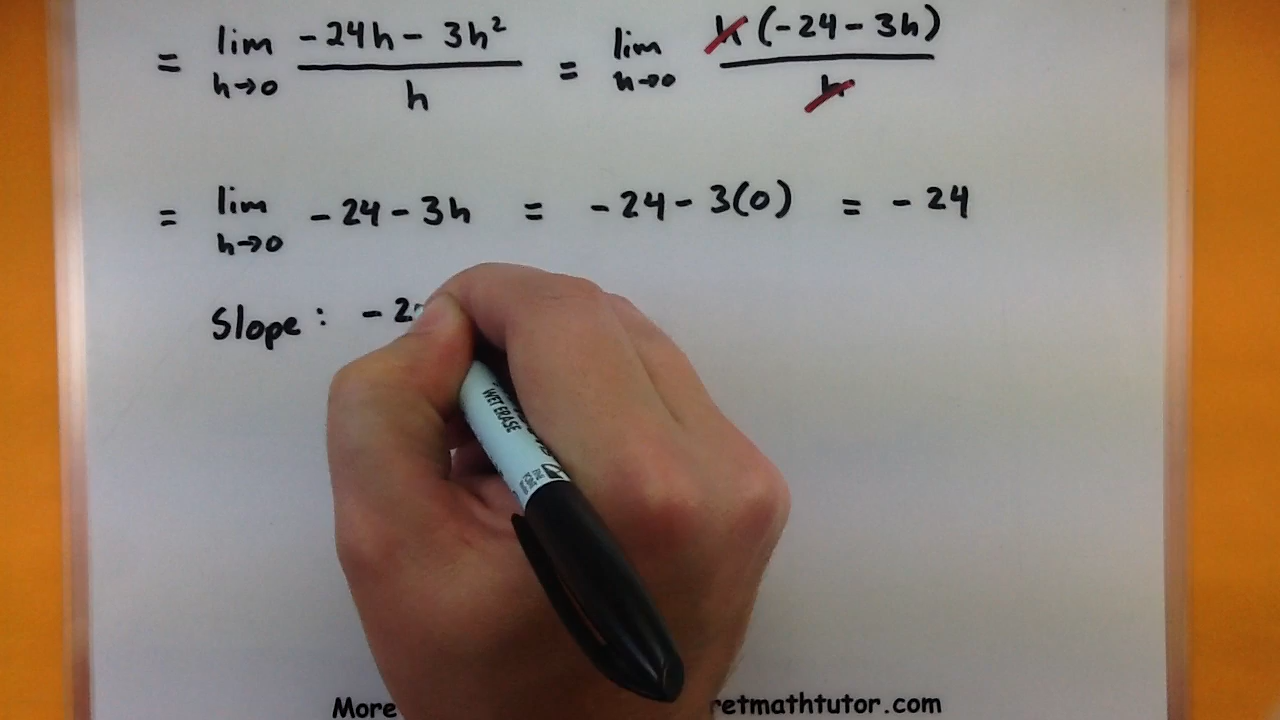 = lim h→0 (-24h - 3h²)/h = lim h→0 h(-24 - 3h)/h
= lim h→0 -24 - 3h = -24 - 3(0) = -24
Slope: -2
WET ERASE
More retmathtutor.com